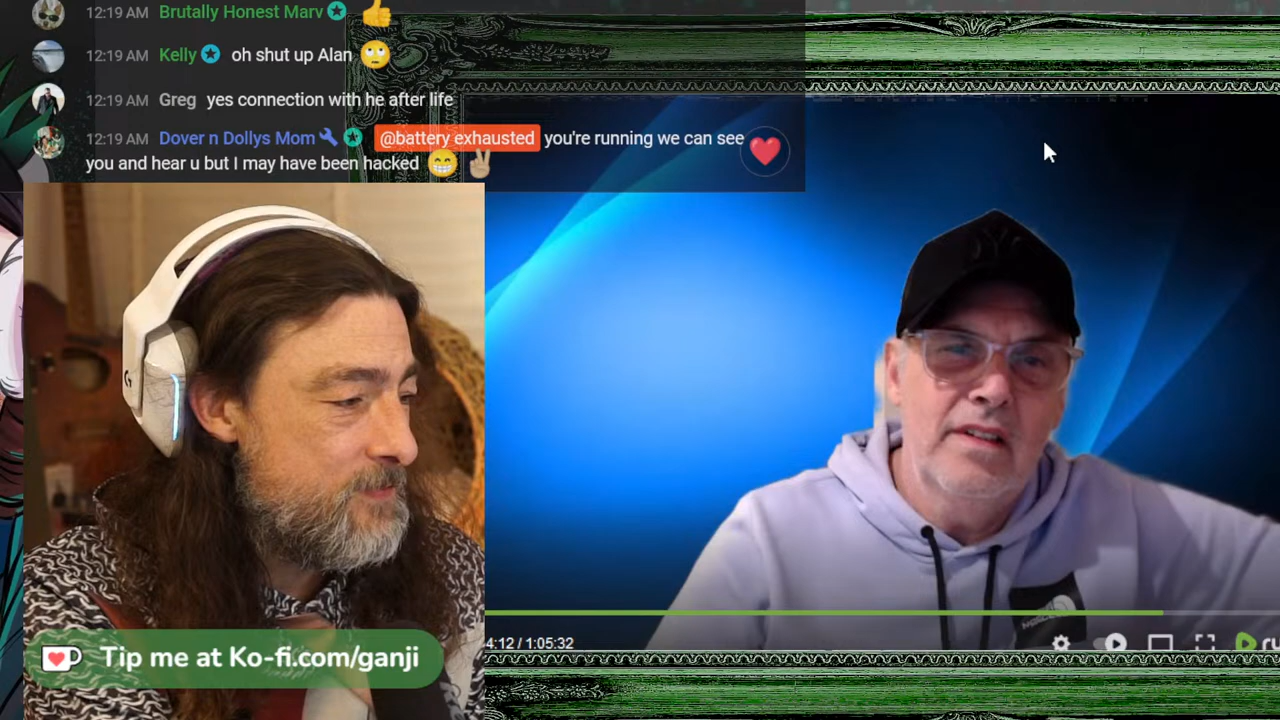 12:19 AM Brutally Honest Marv 👍
12:19 AM Kelly oh shut up Alan 🙄
12:19 AM Greg yes connection with he after life
12:19 AM Dover n Dollys Mom @battery exhausted you're running we can see
you and hear u but I may have been hacked 😁 ✌🏼
Tip me at Ko-fi.com/ganji
4:12 / 1:05:32